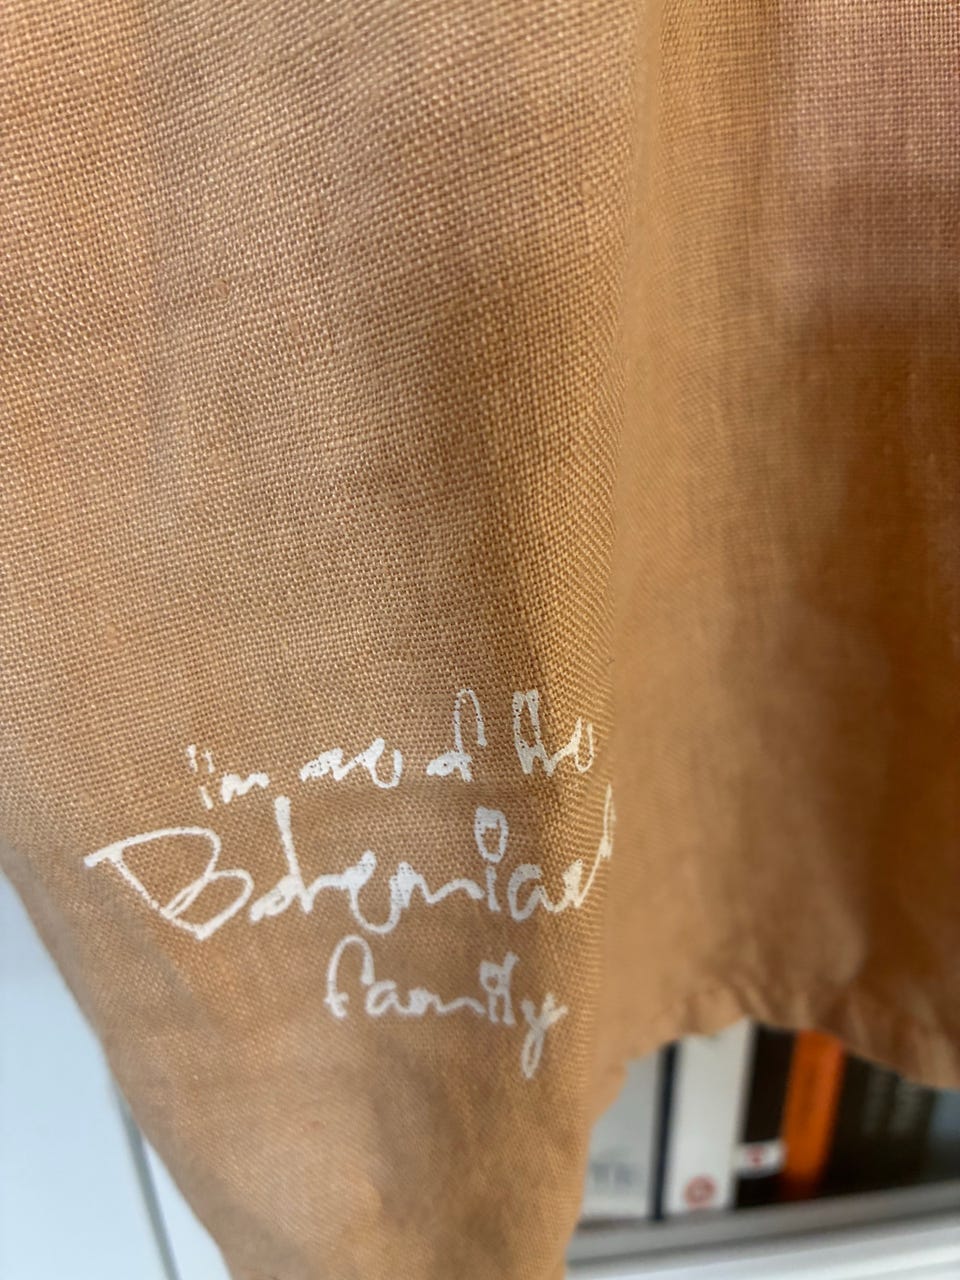 i'm one of the
Bohemian
family